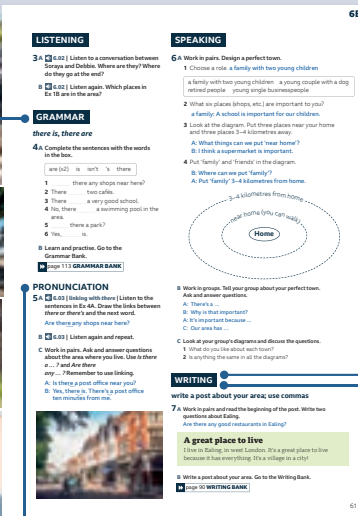 6B
LISTENING
3A 6.02 | Listen to a conversation between
Soraya and Debbie. Where are they? Where
do they go at the end?
B 6.02 | Listen again. Which places in
Ex 1B are in the area?
GRAMMAR
there is, there are
4A Complete the sentences with the words
in the box.
are (x2) is isn't 's there
1 there any shops near here?
2 There two cafés.
3 There a very good school.
4 No, there a swimming pool in the
area.
5 there a park?
6 Yes, is.
B Learn and practise. Go to the
Grammar Bank.
page 113 GRAMMAR BANK
PRONUNCIATION
5A 6.03 | linking with there | Listen to the
sentences in Ex 4A. Draw the links between
there or there's and the next word.
Are there any shops near here?
B 6.03 | Listen again and repeat.
C Work in pairs. Ask and answer questions
about the area where you live. Use Is there
a ... ? and Are there
any ... ? Remember to use linking.
A: Is there a post office near you?
B: Yes, there is. There's a post office
ten minutes from me.
SPEAKING
6A Work in pairs. Design a perfect town.
1 Choose a role. a family with two young children
a family with two young children a young couple with a dog
retired people young single businesspeople
2 What six places (shops, etc.) are important to you?
a family: A school is important for our children.
3 Look at the diagram. Put three places near your home
and three places 3–4 kilometres away.
A: What things can we put 'near home'?
B: I think a supermarket is important.
4 Put 'family' and 'friends' in the diagram.
B: Where can we put 'family'?
A: Put 'family' 3–4 kilometres from home.
3–4 kilometres from home
near home (you can walk)
Home
B Work in groups. Tell your group about your perfect town.
Ask and answer questions.
A: There's a ...
B: Why is that important?
A: It's important because ...
C: Our area has ...
C Look at your group's diagrams and discuss the questions.
1 What do you like about each town?
2 Is anything the same in all the diagrams?
WRITING
write a post about your area; use commas
7A Work in pairs and read the beginning of the post. Write two
questions about Ealing.
Are there any good restaurants in Ealing?
A great place to live
I live in Ealing, in west London. It's a great place to live
because it has everything. It's a village in a city!
B Write a post about your area. Go to the Writing Bank.
page 90 WRITING BANK
61